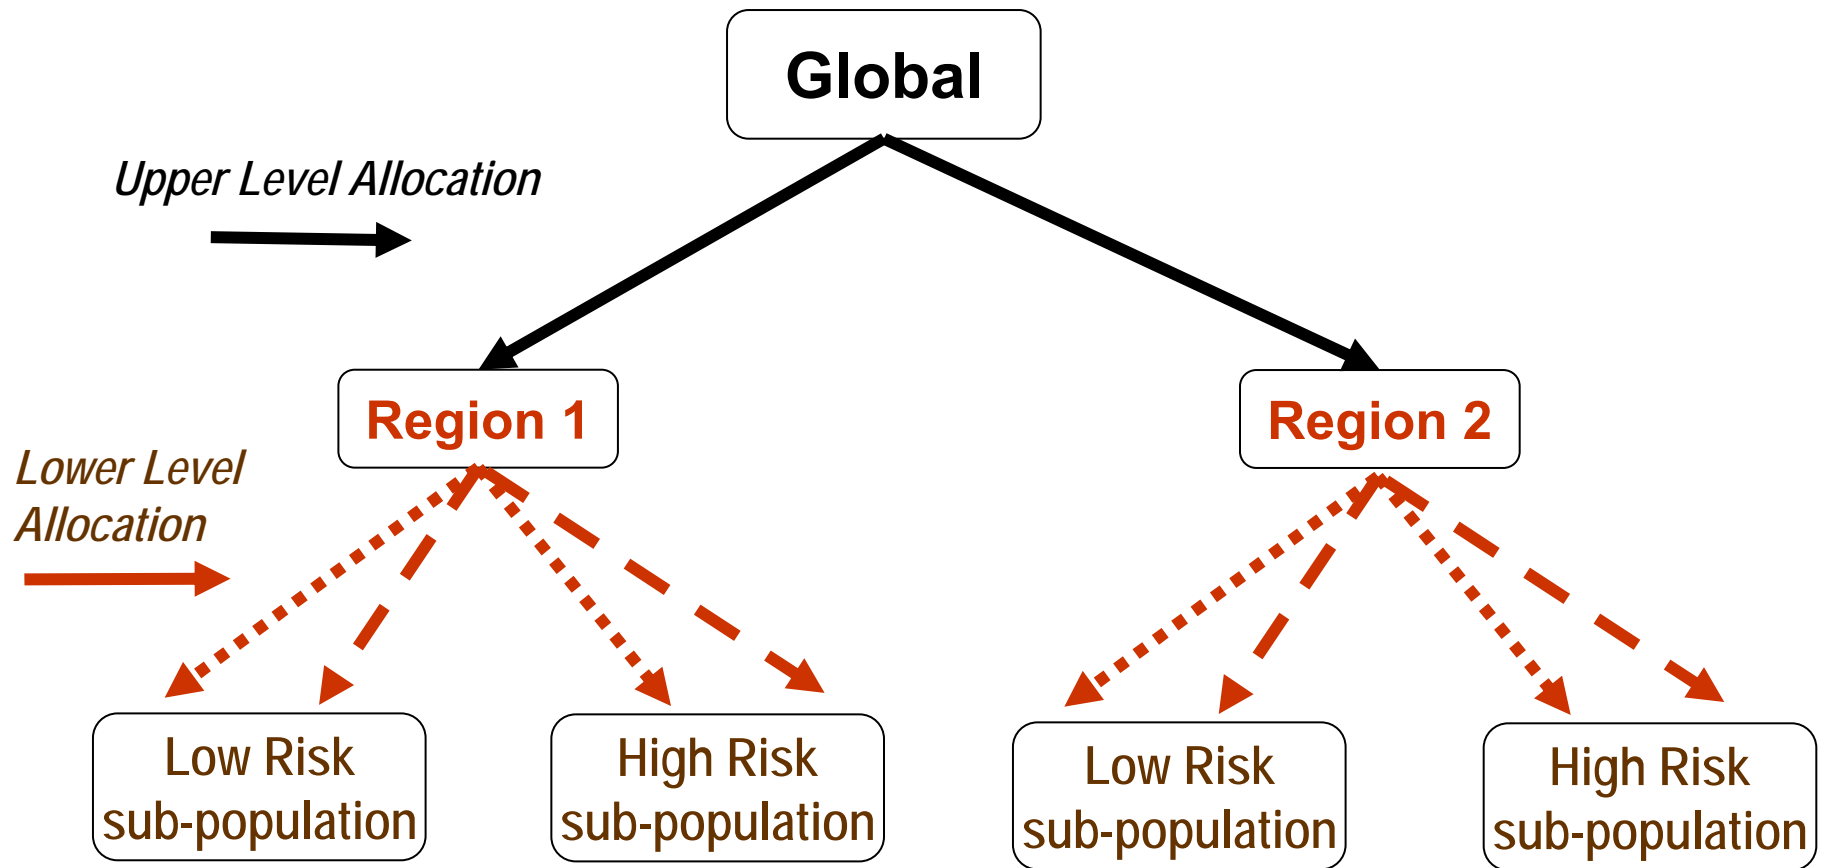 Global
Upper Level Allocation
Region 1
Region 2
Lower Level
Allocation
Low Risk
sub-population
High Risk
sub-population
Low Risk
sub-population
High Risk
sub-population